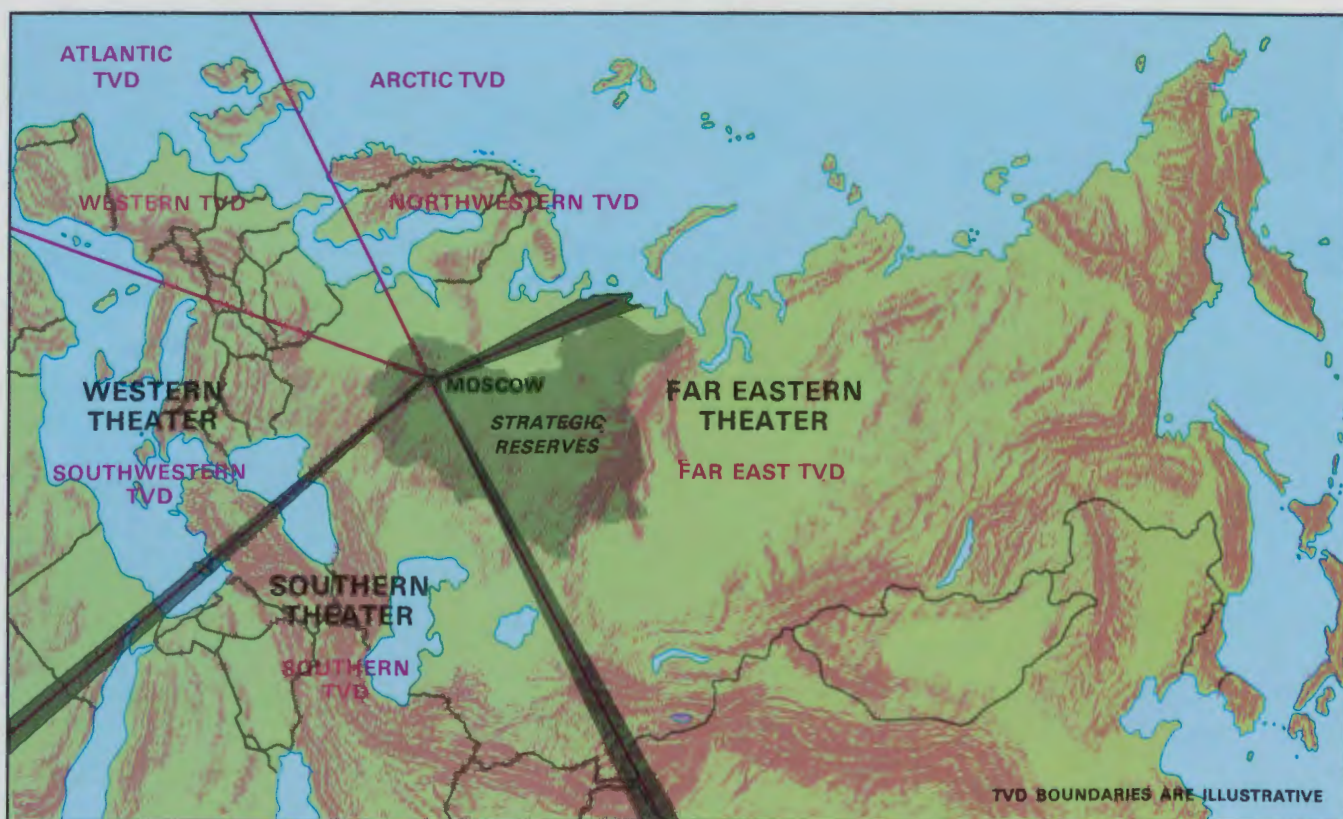 ATLANTIC
TVD
ARCTIC TVD
WESTERN TVD
NORTHWESTERN TVD
MOSCOW
WESTERN
THEATER
STRATEGIC
RESERVES
FAR EASTERN
THEATER
SOUTHWESTERN
TVD
FAR EAST TVD
SOUTHERN
THEATER
SOUTHERN
TVD
TVD BOUNDARIES ARE ILLUSTRATIVE